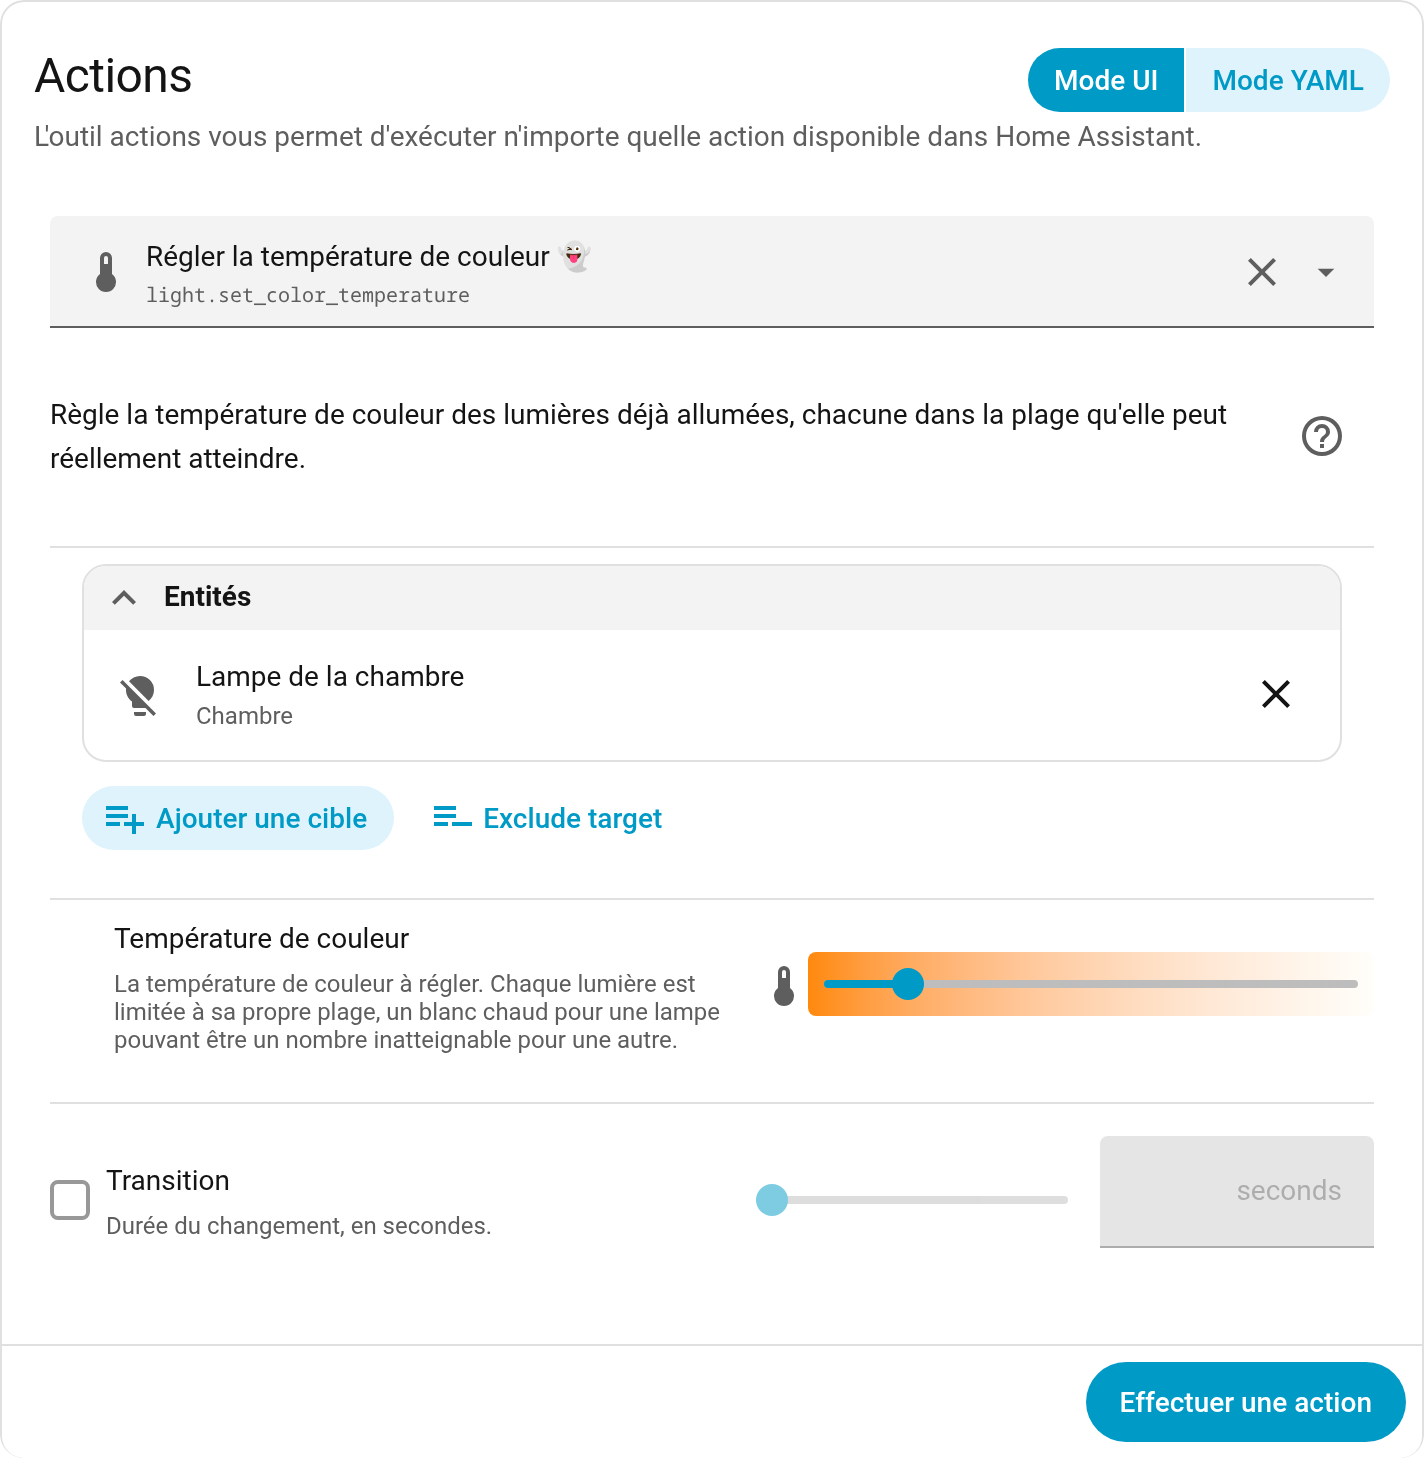 Actions
Mode UI
Mode YAML
L'outil actions vous permet d'exécuter n'importe quelle action disponible dans Home Assistant.
Régler la température de couleur 👻
light.set_color_temperature
Règle la température de couleur des lumières déjà allumées, chacune dans la plage qu'elle peut
réellement atteindre.
Entités
Lampe de la chambre
Chambre
Ajouter une cible
Exclude target
Température de couleur
La température de couleur à régler. Chaque lumière est
limitée à sa propre plage, un blanc chaud pour une lampe
pouvant être un nombre inatteignable pour une autre.
Transition
Durée du changement, en secondes.
seconds
Effectuer une action